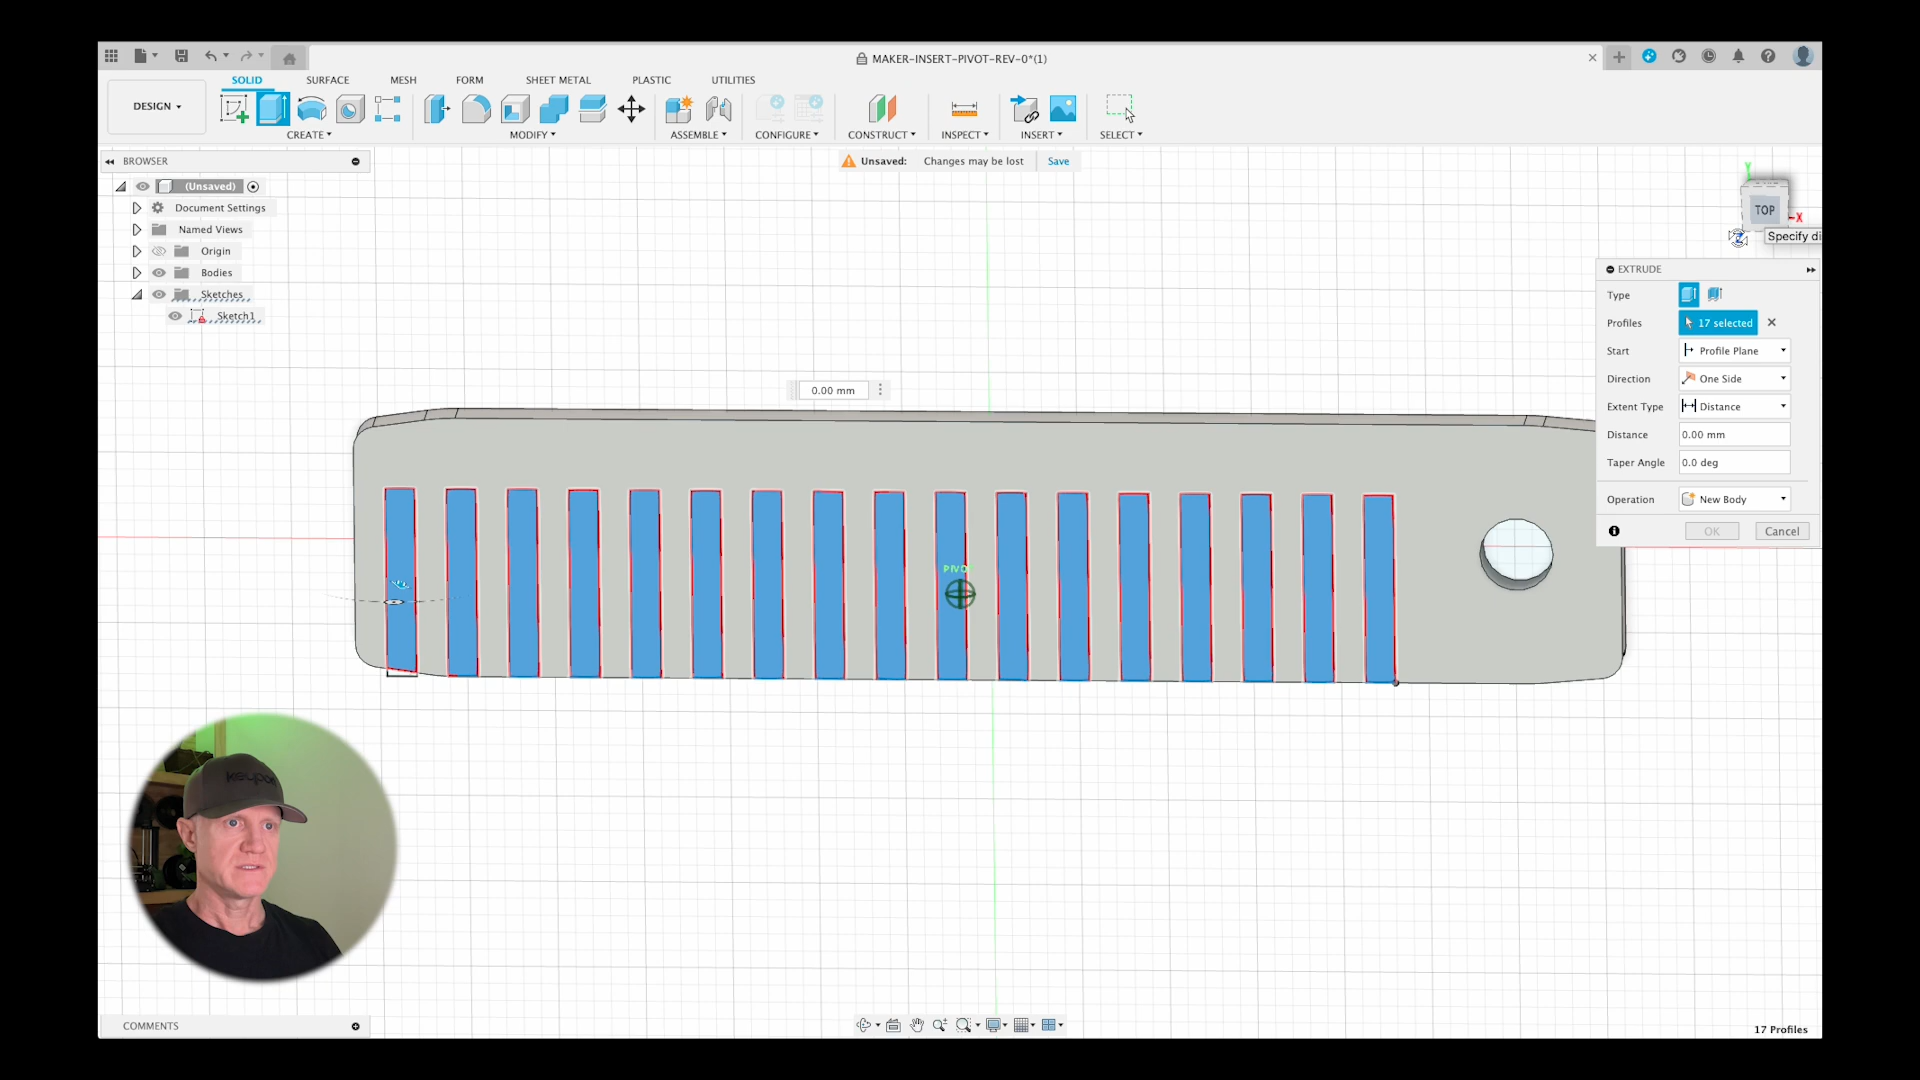 MAKER-INSERT-PIVOT-REV-0*(1)
SOLID SURFACE MESH FORM SHEET METAL PLASTIC UTILITIES
DESIGN
CREATE MODIFY ASSEMBLE CONFIGURE CONSTRUCT INSPECT INSERT SELECT
BROWSER
Unsaved: Changes may be lost Save
(Unsaved)
Document Settings
Named Views
Origin
Bodies
Sketches
Sketch1
Y
TOP
X
Z
Specify di
EXTRUDE
Type
Profiles 17 selected
Start Profile Plane
Direction One Side
Extent Type Distance
Distance 0.00 mm
Taper Angle 0.0 deg
Operation New Body
OK Cancel
0.00 mm
COMMENTS
17 Profiles